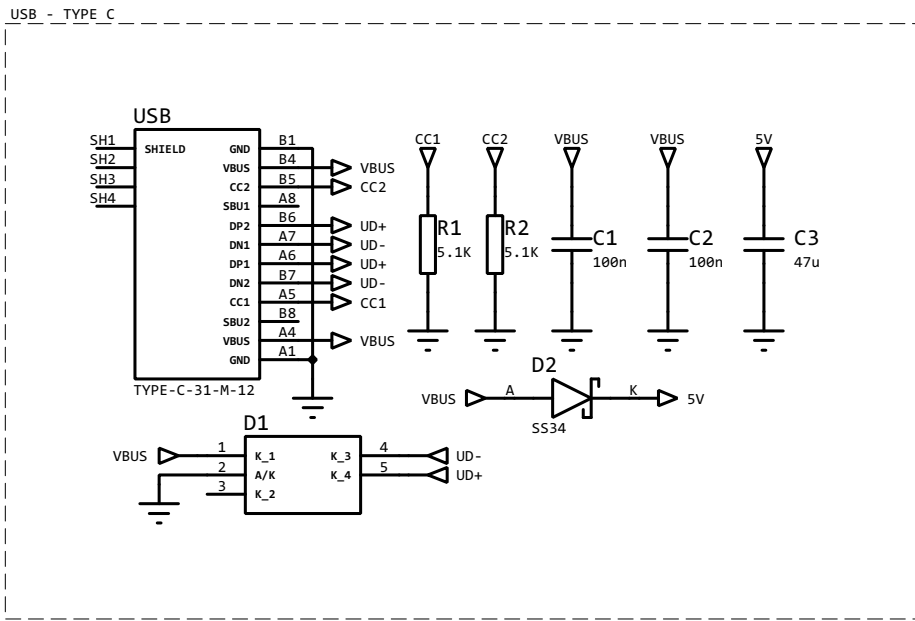 USB - TYPE C
USB
SH1 SHIELD GND B1
SH2 VBUS B4 VBUS
SH3 CC2 B5 CC2
SH4 SBU1 A8
DP2 B6 UD+
DN1 A7 UD-
DP1 A6 UD+
DN2 B7 UD-
CC1 A5 CC1
SBU2 B8
VBUS A4 VBUS
GND A1
TYPE-C-31-M-12
CC1 CC2 VBUS VBUS 5V
R1 R2 C1 C2 C3
5.1K 5.1K 100n 100n 47u
D2
VBUS A K 5V
SS34
D1
VBUS 1 K_1 K_3 4 UD-
2 A/K K_4 5 UD+
3 K_2